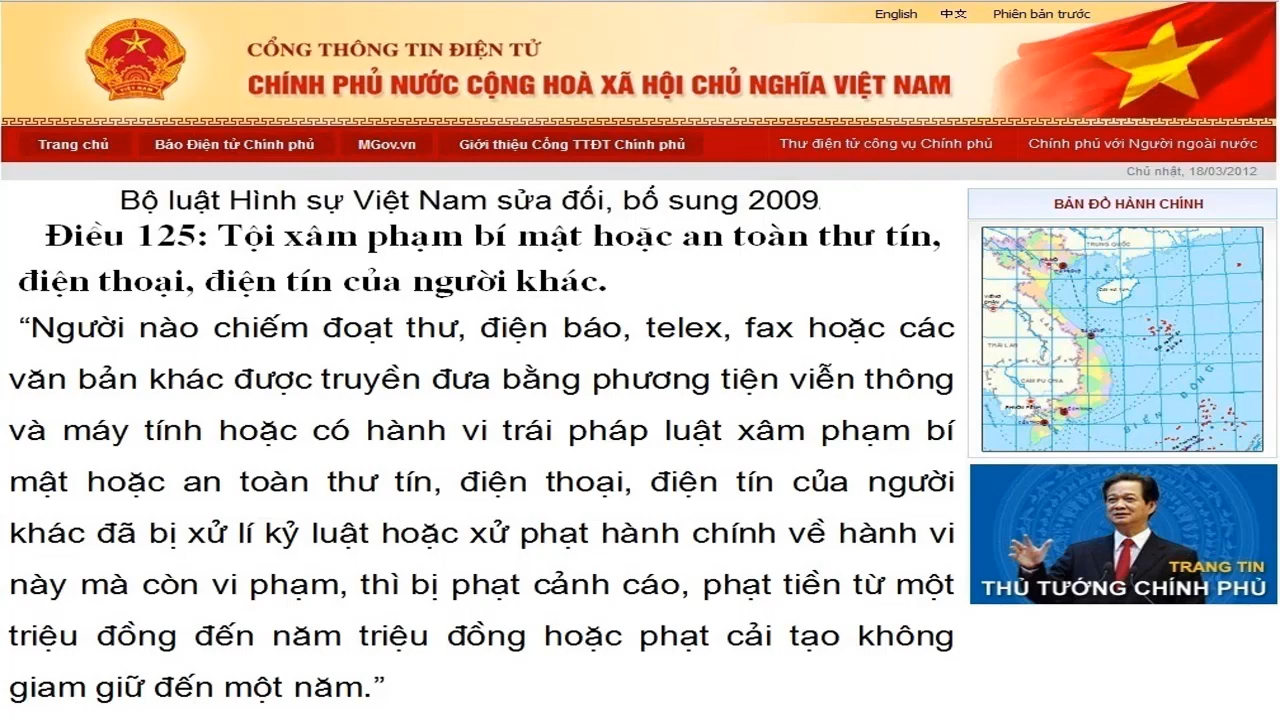 English 中文 Phiên bản trước
CỔNG THÔNG TIN ĐIỆN TỬ
CHÍNH PHỦ NƯỚC CỘNG HOÀ XÃ HỘI CHỦ NGHĨA VIỆT NAM
Trang chủ Báo Điện tử Chính phủ MGov.vn Giới thiệu Cổng TTĐT Chính phủ Thư điện tử công vụ Chính phủ Chính phủ với Người ngoài nước
Chủ nhật, 18/03/2012
Bộ luật Hình sự Việt Nam sửa đổi, bổ sung 2009.
Điều 125: Tội xâm phạm bí mật hoặc an toàn thư tín,
điện thoại, điện tín của người khác.
“Người nào chiếm đoạt thư, điện báo, telex, fax hoặc các
văn bản khác được truyền đưa bằng phương tiện viễn thông
và máy tính hoặc có hành vi trái pháp luật xâm phạm bí
mật hoặc an toàn thư tín, điện thoại, điện tín của người
khác đã bị xử lí kỷ luật hoặc xử phạt hành chính về hành vi
này mà còn vi phạm, thì bị phạt cảnh cáo, phạt tiền từ một
triệu đồng đến năm triệu đồng hoặc phạt cải tạo không
giam giữ đến một năm.”
BẢN ĐỒ HÀNH CHÍNH
TRUNG QUỐC
THÁI LAN
CAM PU CHIA
BIỂN ĐÔNG
TRANG TIN
THỦ TƯỚNG CHÍNH PHỦ